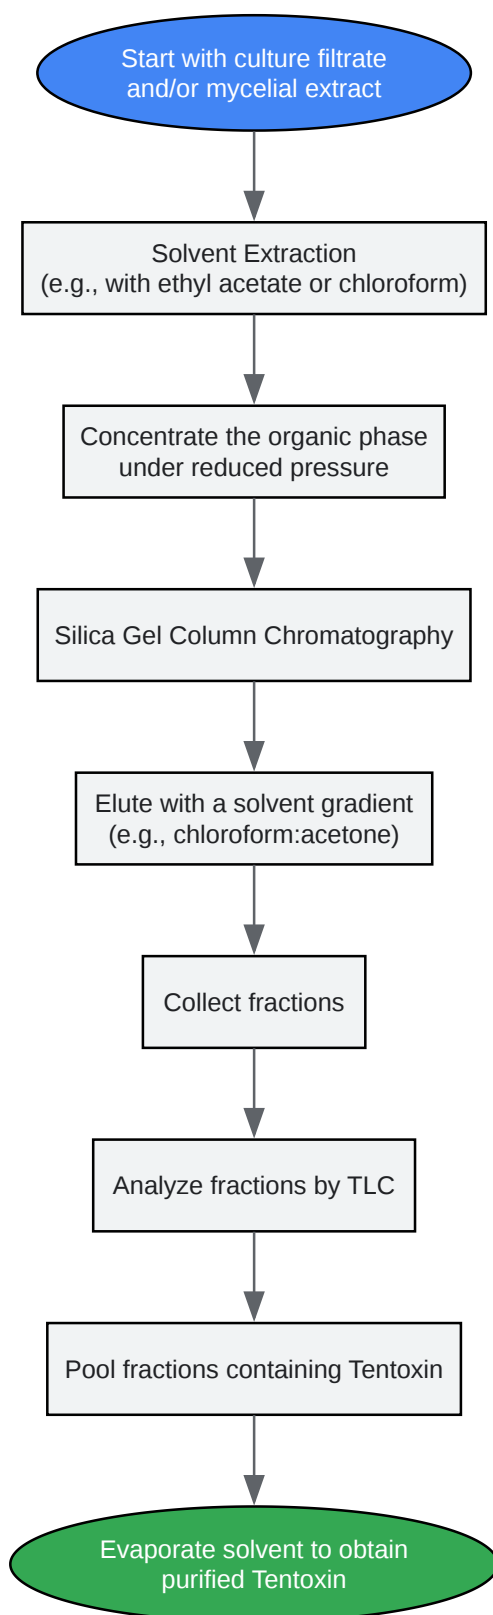 Start with culture filtrate
and/or mycelial extract
Solvent Extraction
(e.g., with ethyl acetate or chloroform)
Concentrate the organic phase
under reduced pressure
Silica Gel Column Chromatography
Elute with a solvent gradient
(e.g., chloroform:acetone)
Collect fractions
Analyze fractions by TLC
Pool fractions containing Tentoxin
Evaporate solvent to obtain
purified Tentoxin